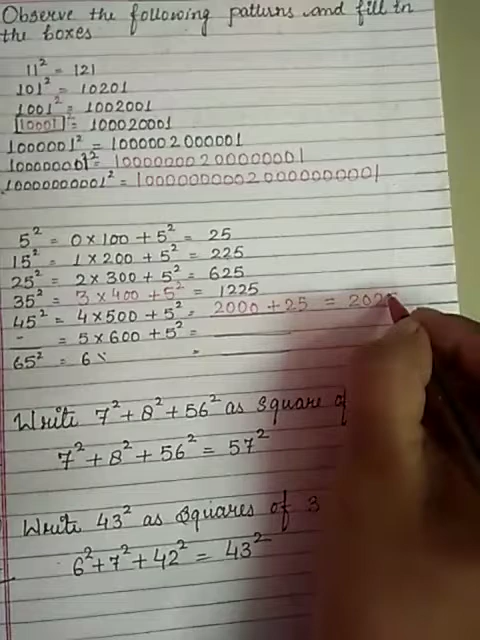 Observe the following patterns and fill in
the boxes
11² = 121
101² = 10201
1001² = 1002001
10001² = 100020001
1000001² = 1000002000001
100000001² = 10000000200000001
10000000001² = 100000000020000000001
5² = 0 × 100 + 5² = 25
15² = 1 × 200 + 5² = 225
25² = 2 × 300 + 5² = 625
35² = 3 × 400 + 5² = 1225
45² = 4 × 500 + 5² = 2000 + 25 = 2025
- = 5 × 600 + 5² =
65² = 6 × =
Write 7² + 8² + 56² as square of
7² + 8² + 56² = 57²
Write 43² as squares of 3
6² + 7² + 42² = 43²